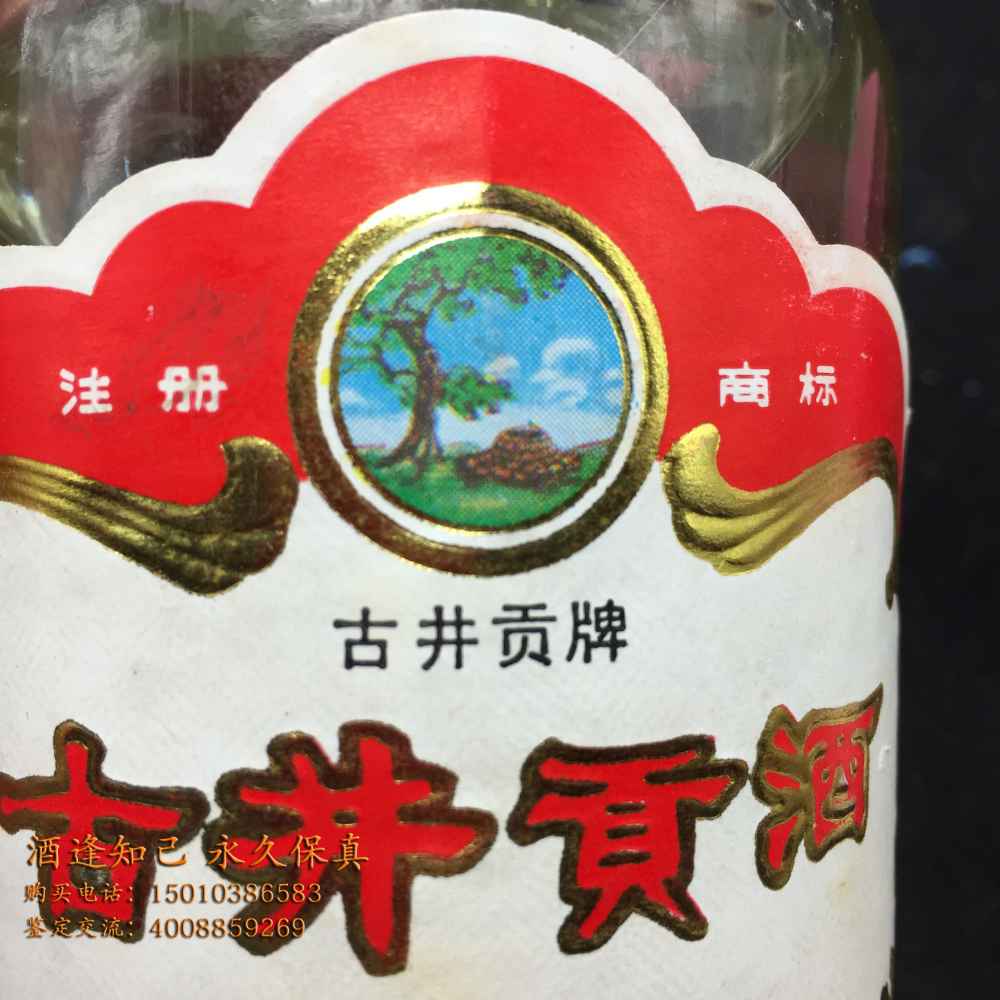 注册 商标
古井贡牌
古井贡酒
酒逢知己 永久保真
购买电话：15010386583
鉴定交流：4008859269